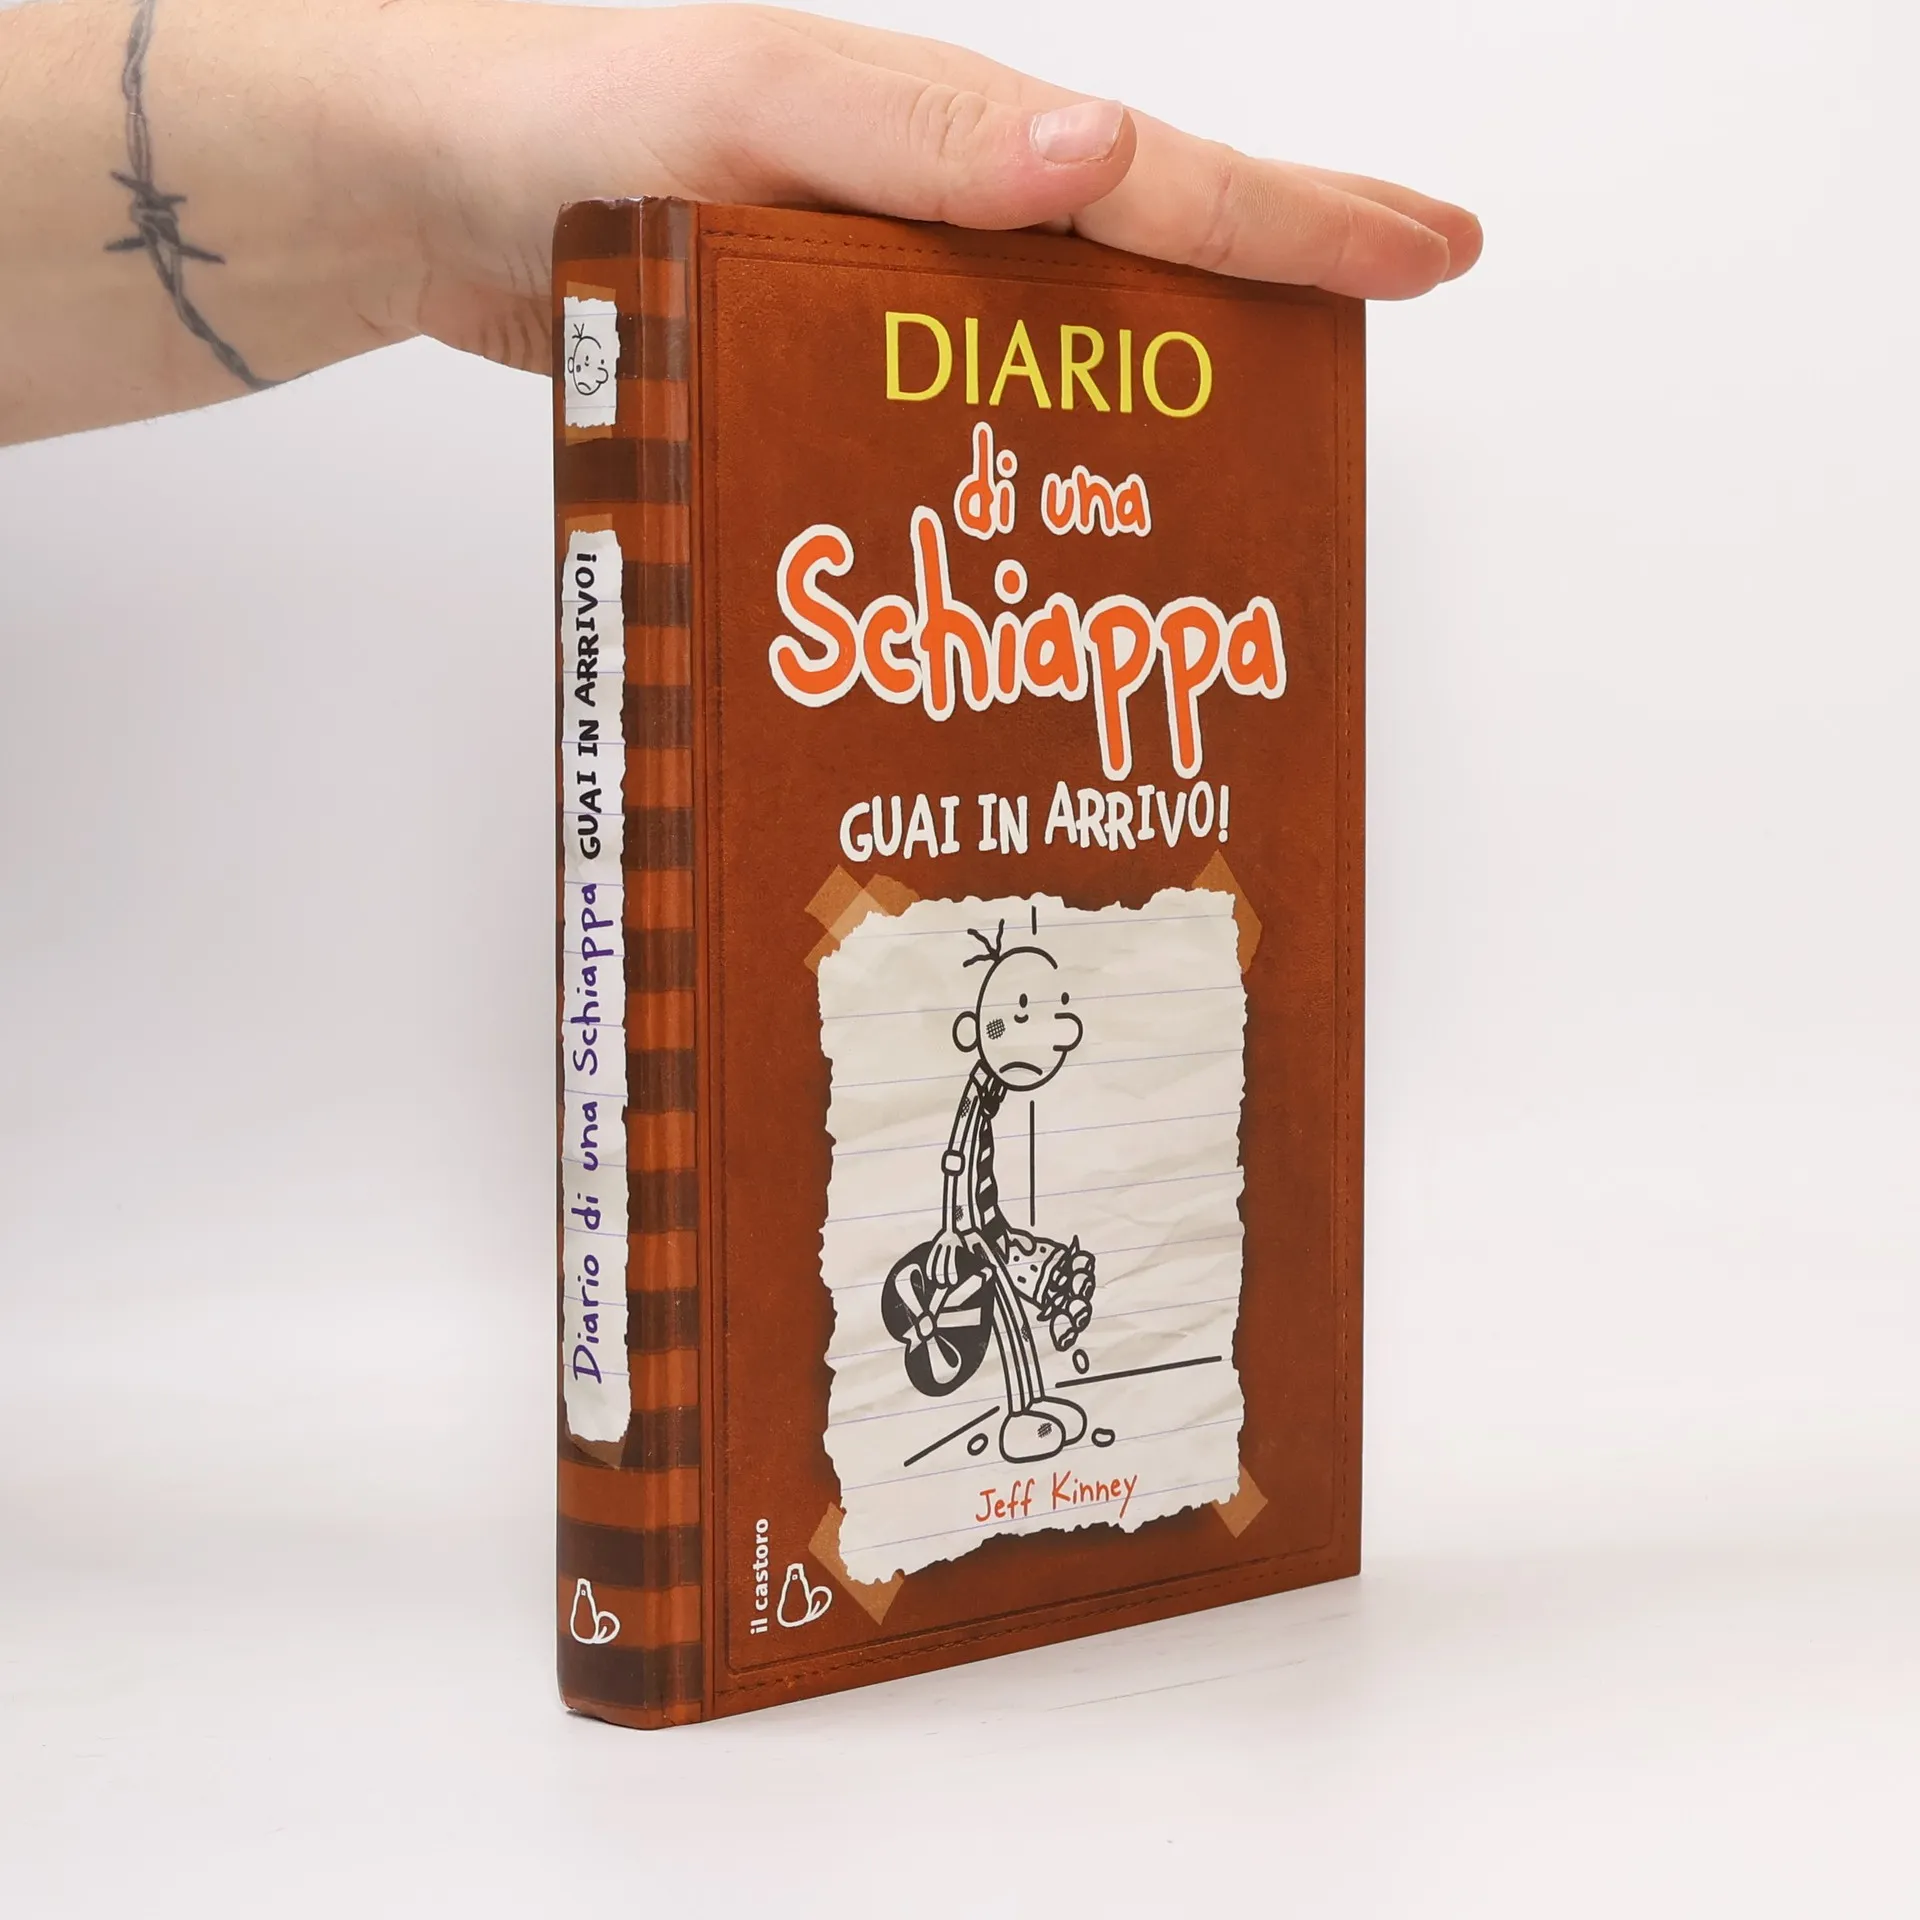 DIARIO
di una
Schiappa
GUAI IN ARRIVO!
Jeff Kinney
il castoro
Diario di una Schiappa GUAI IN ARRIVO!